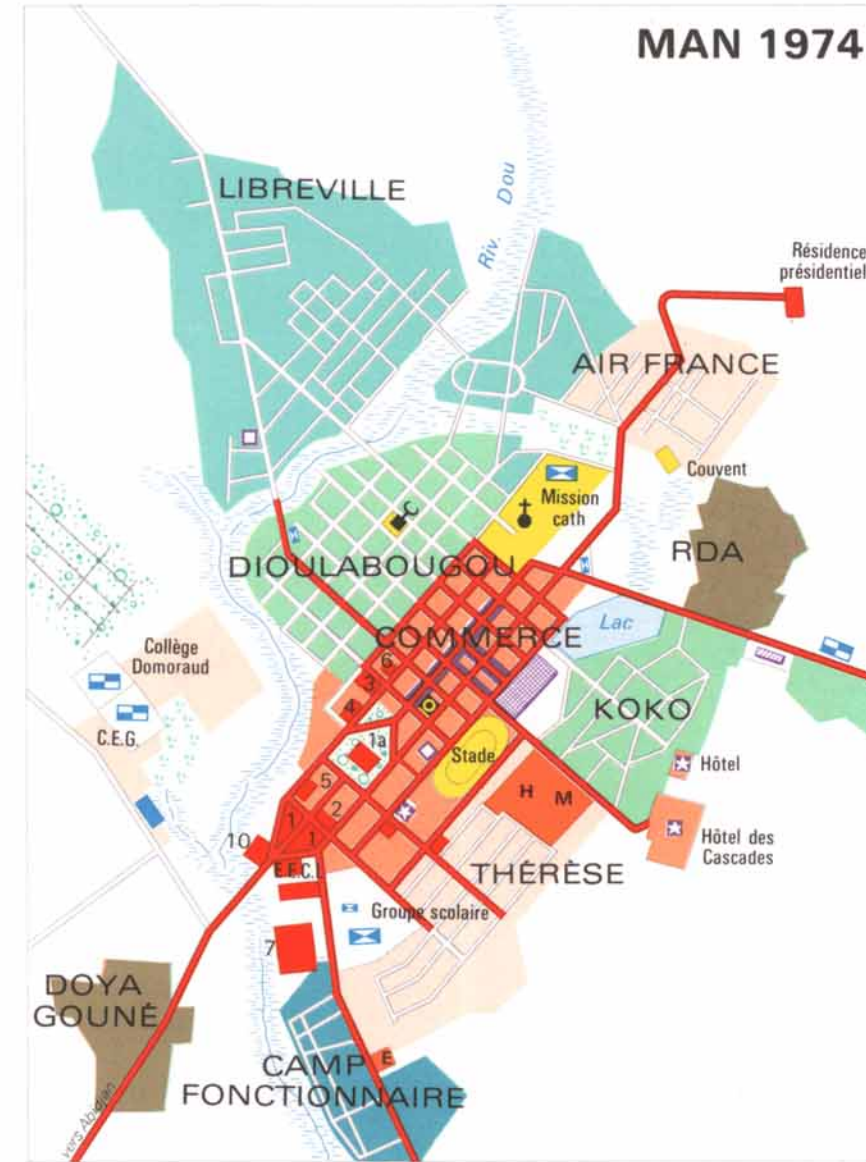 MAN 1974
LIBREVILLE
Riv. Dou
Résidence
présidentiel
AIR FRANCE
Couvent
Mission
cath
RDA
DIOULABOUGOU
COMMERCE
Lac
6
3
4
Collège
Domoraud
C.E.G.
KOKO
1a
Stade
Hôtel
5
2
H M
1
1
10
Hôtel des
Cascades
E.F.C.I.
THÉRÈSE
Groupe scolaire
7
DOYA
GOUNÉ
E
CAMP
FONCTIONNAIRE
vers Abidjan